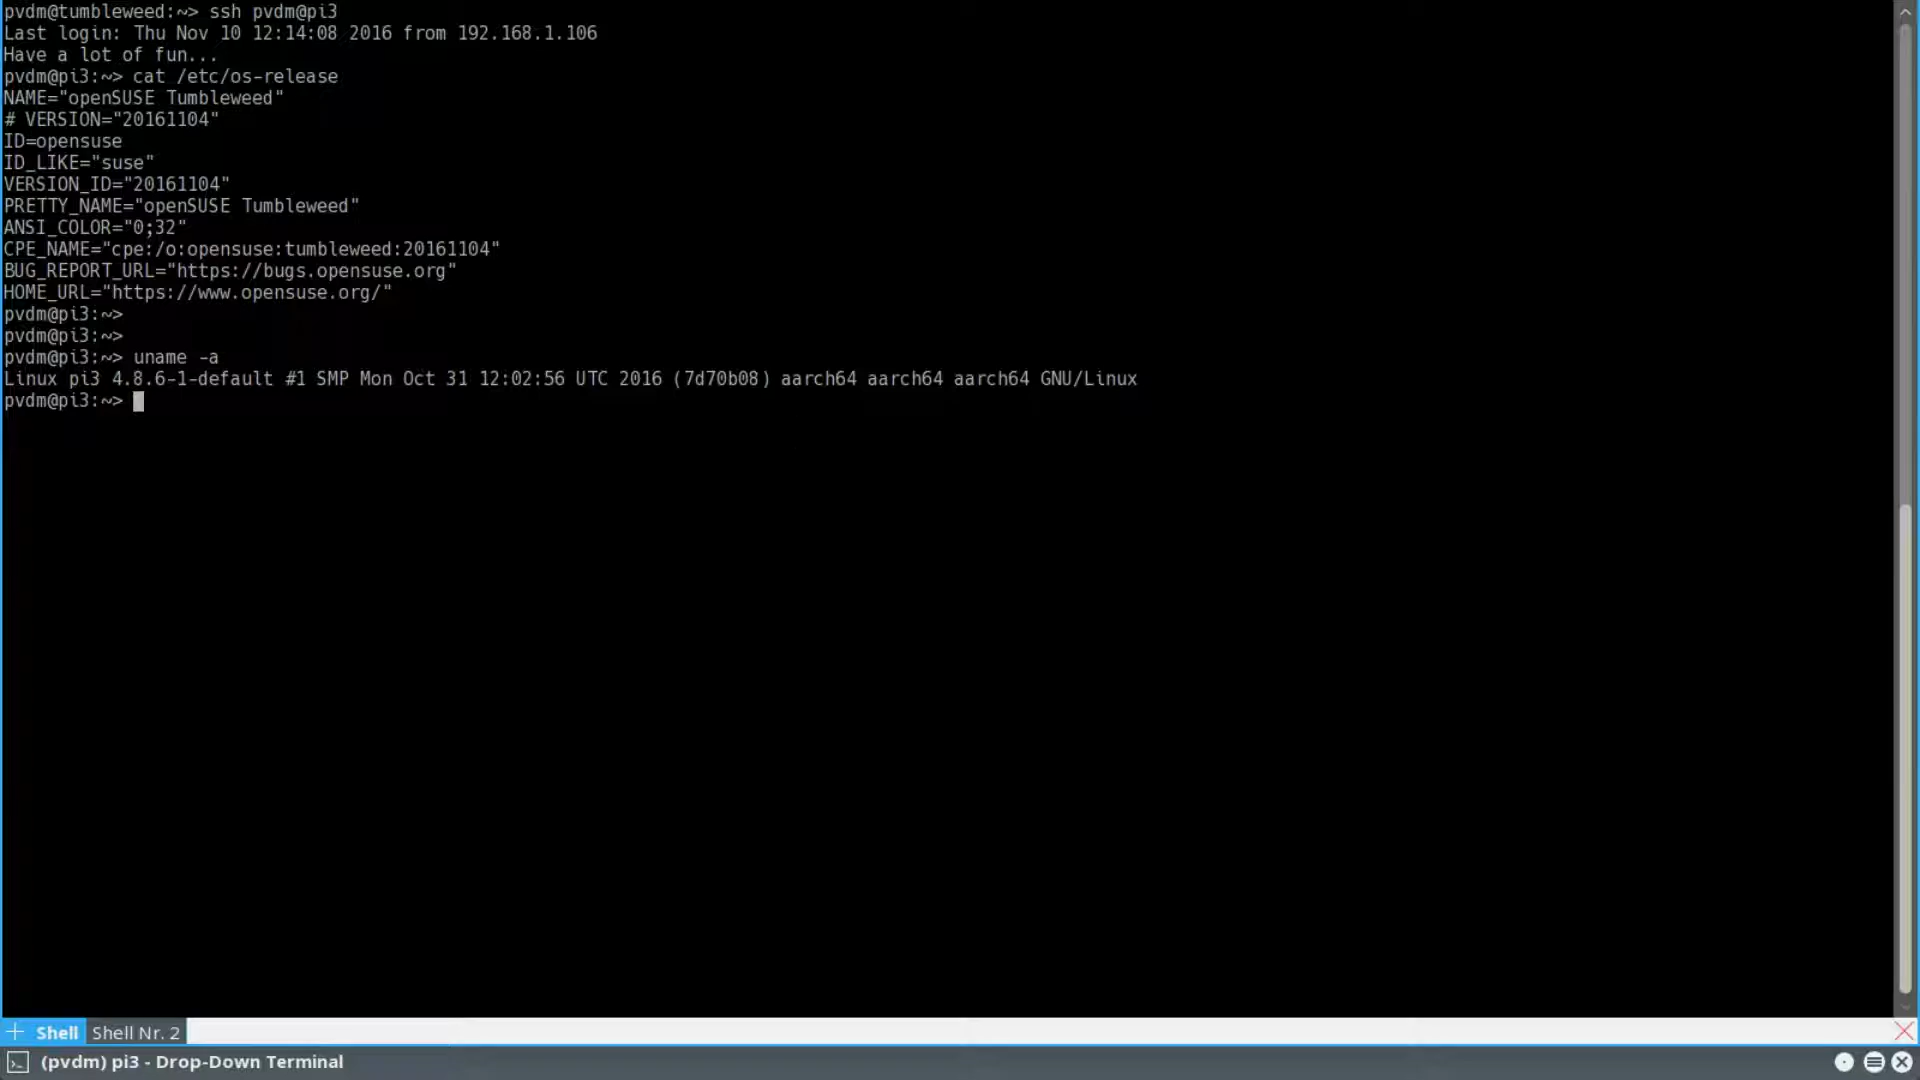 pvdm@tumbleweed:~> ssh pvdm@pi3
Last login: Thu Nov 10 12:14:08 2016 from 192.168.1.106
Have a lot of fun...
pvdm@pi3:~> cat /etc/os-release
NAME="openSUSE Tumbleweed"
# VERSION="20161104"
ID=opensuse
ID_LIKE="suse"
VERSION_ID="20161104"
PRETTY_NAME="openSUSE Tumbleweed"
ANSI_COLOR="0;32"
CPE_NAME="cpe:/o:opensuse:tumbleweed:20161104"
BUG_REPORT_URL="https://bugs.opensuse.org"
HOME_URL="https://www.opensuse.org/"
pvdm@pi3:~>
pvdm@pi3:~>
pvdm@pi3:~> uname -a
Linux pi3 4.8.6-1-default #1 SMP Mon Oct 31 12:02:56 UTC 2016 (7d70b08) aarch64 aarch64 aarch64 GNU/Linux
pvdm@pi3:~>
Shell Shell Nr. 2
(pvdm) pi3 - Drop-Down Terminal